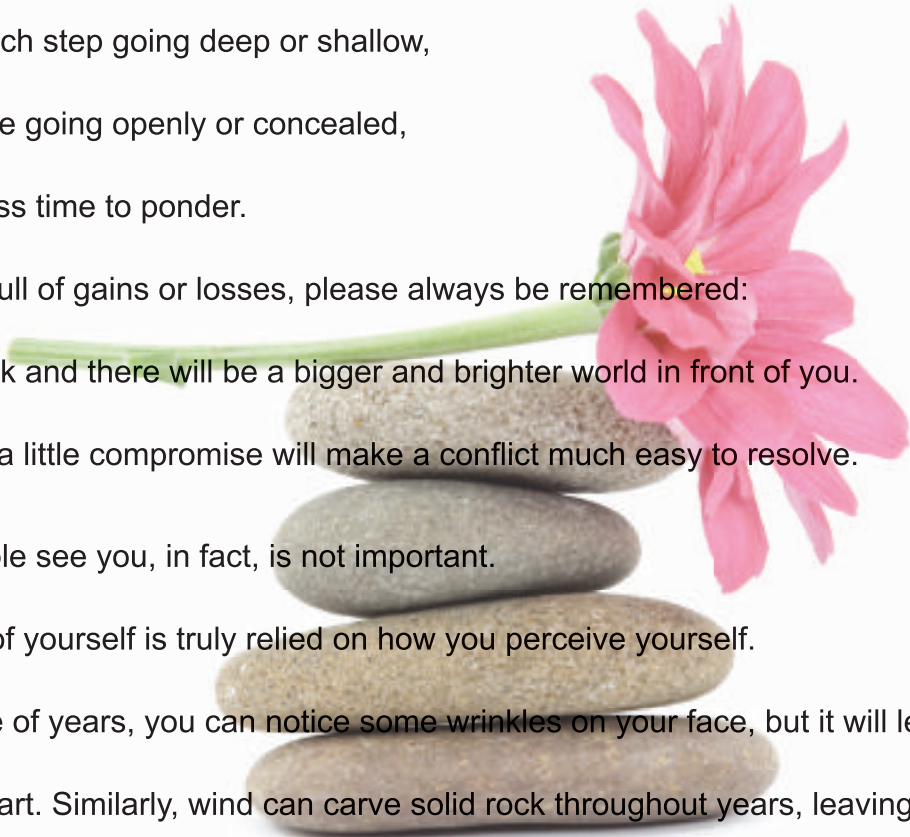 ch step going deep or shallow,
e going openly or concealed,
ss time to ponder.
ull of gains or losses, please always be remembered:
k and there will be a bigger and brighter world in front of you.
a little compromise will make a conflict much easy to resolve.
le see you, in fact, is not important.
of yourself is truly relied on how you perceive yourself.
e of years, you can notice some wrinkles on your face, but it will le
art. Similarly, wind can carve solid rock throughout years, leaving